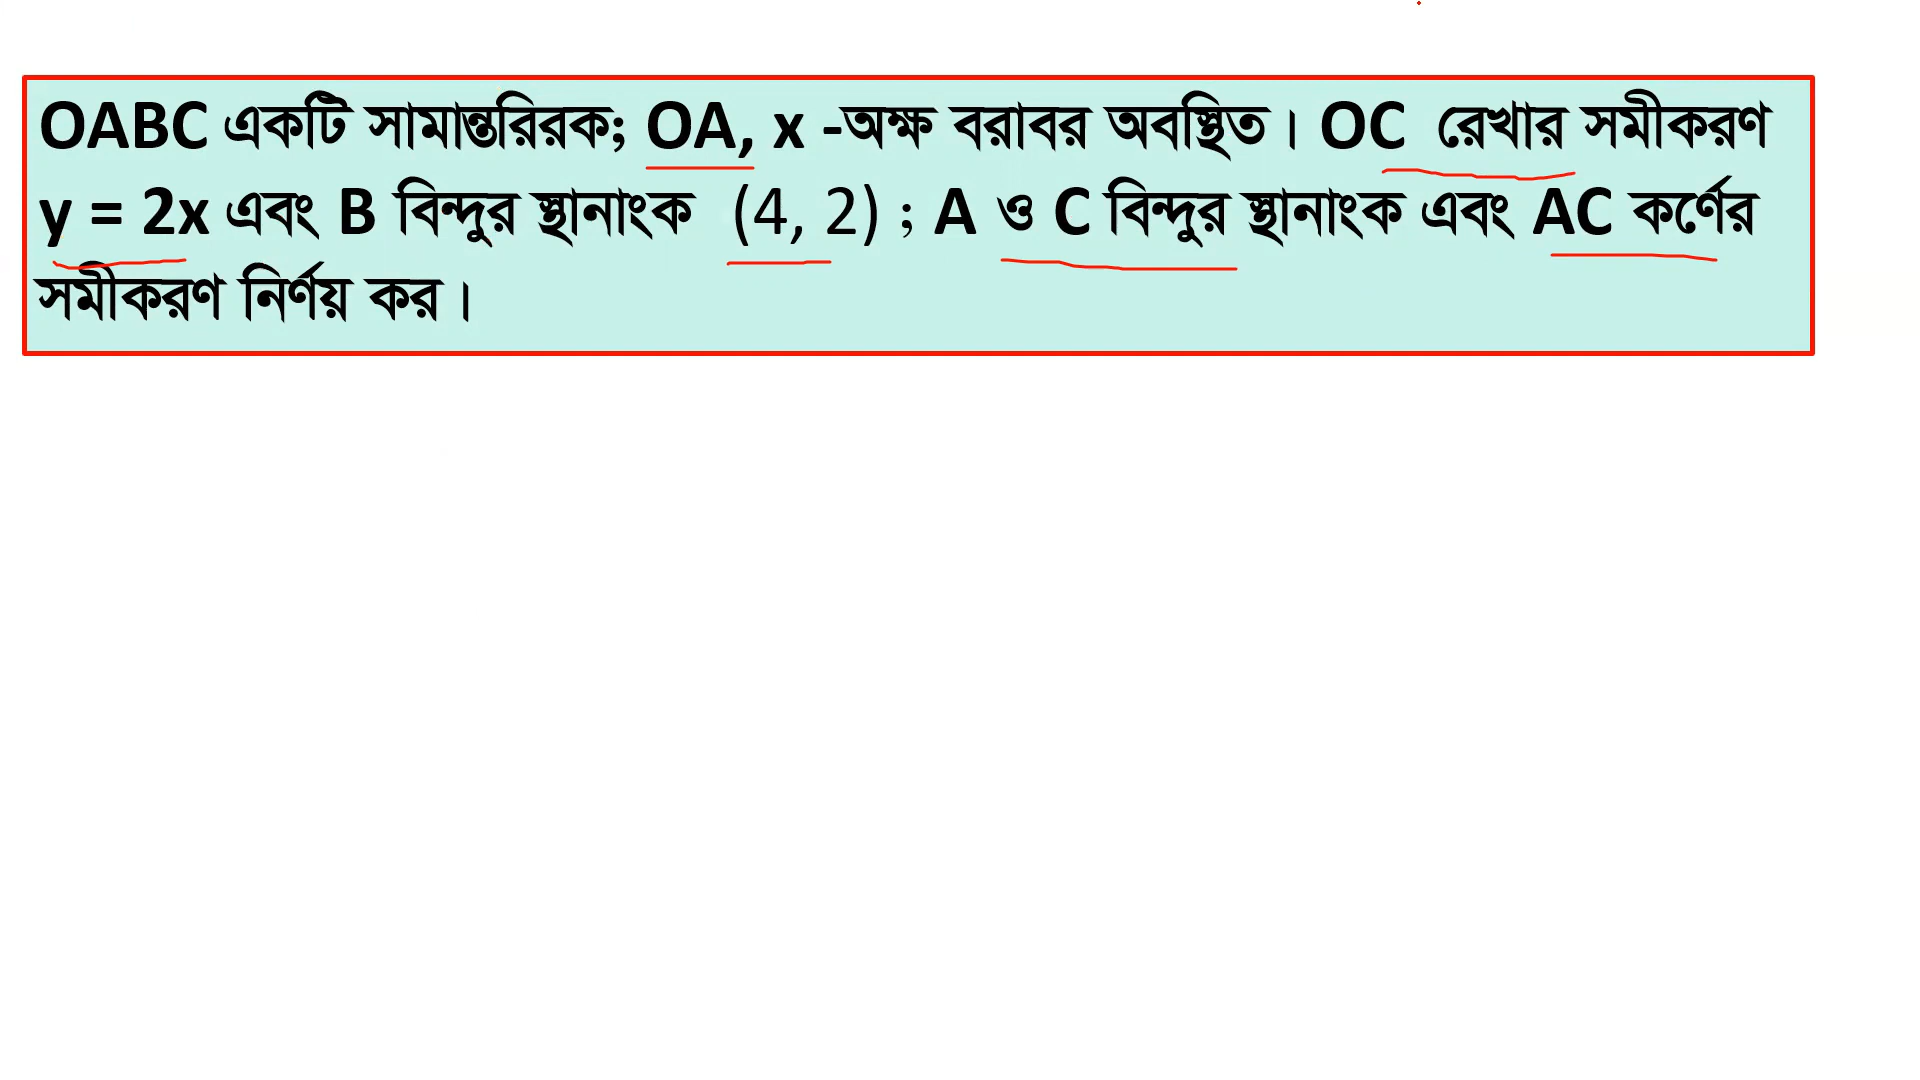 OABC একটি সামান্তরিরক; OA, x -অক্ষ বরাবর অবস্থিত। OC রেখার সমীকরণ
y = 2x এবং B বিন্দুর স্থানাংক (4, 2) ; A ও C বিন্দুর স্থানাংক এবং AC কর্ণের
সমীকরণ নির্ণয় কর।